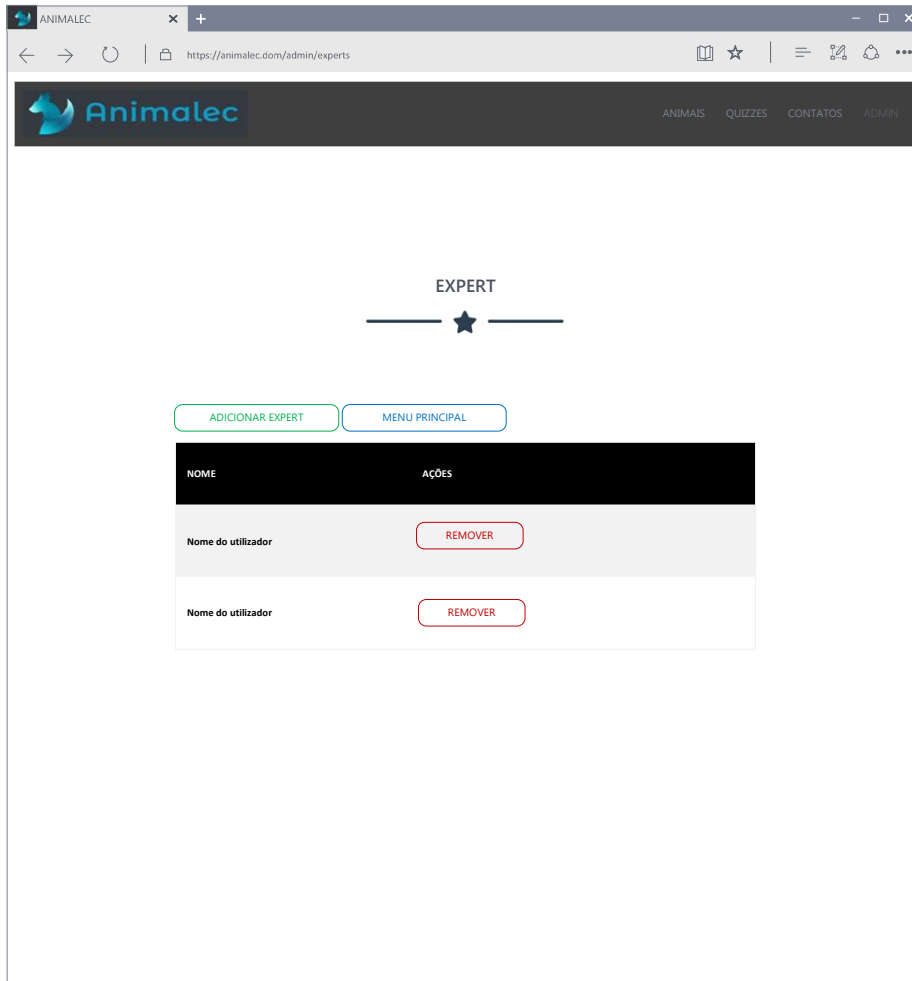 ANIMALEC
https://animalec.dom/admin/experts
Animalec
ANIMAIS QUIZZES CONTATOS ADMIN
EXPERT
ADICIONAR EXPERT MENU PRINCIPAL
NOME AÇÕES
Nome do utilizador REMOVER
Nome do utilizador REMOVER